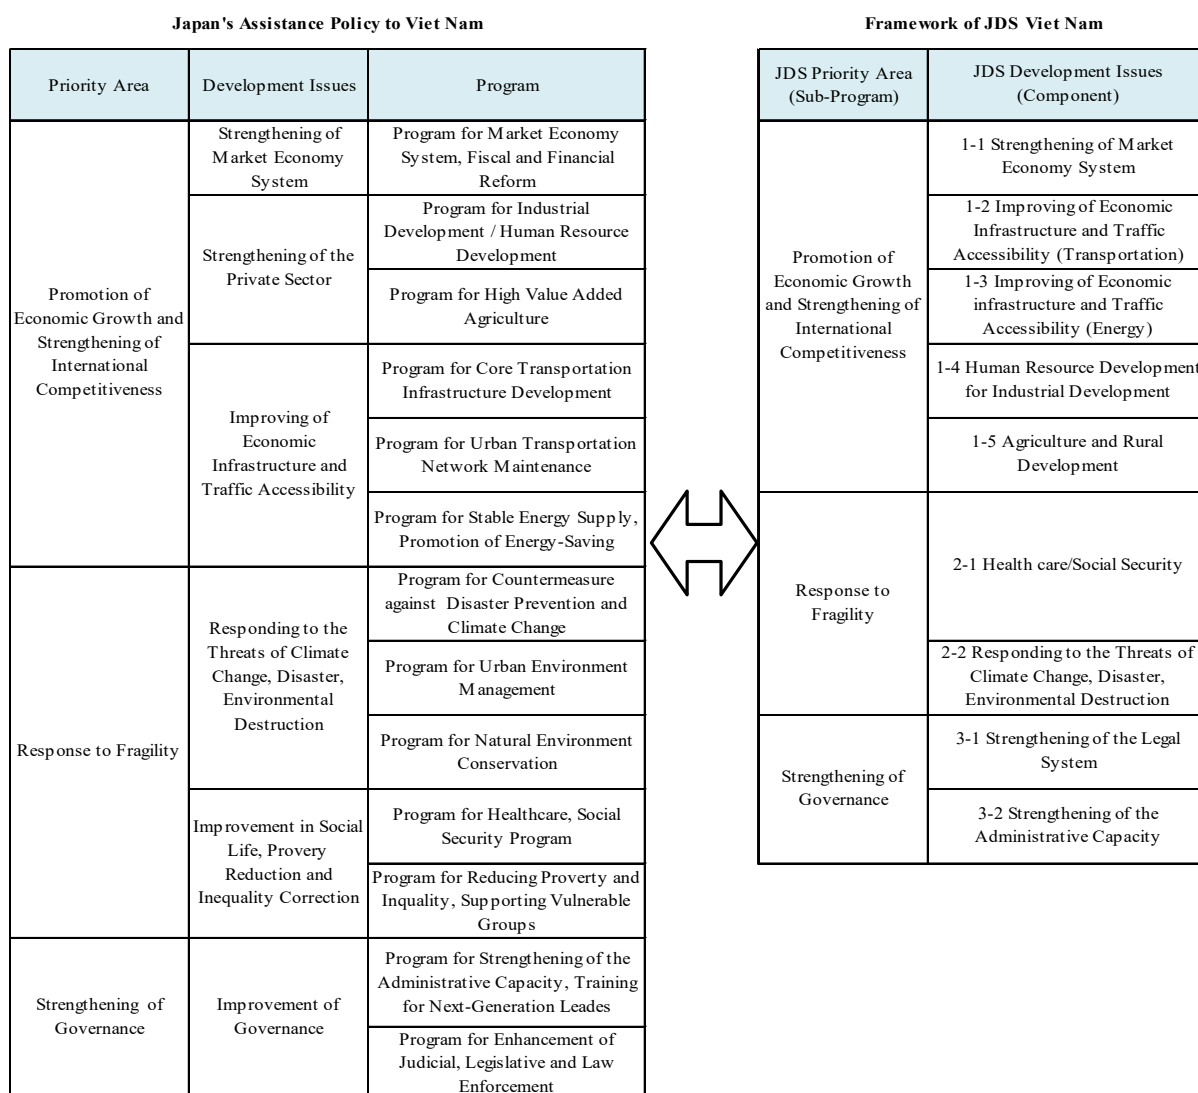 Japan's Assistance Policy to Viet Nam
Priority Area
Development Issues
Program
Promotion of
Economic Growth and
Strengthening of
International
Competitiveness
Strengthening of
Market Economy
System
Program for Market Economy
System, Fiscal and Financial
Reform
Strengthening of the
Private Sector
Program for Industrial
Development / Human Resource
Development
Program for High Value Added
Agriculture
Improving of
Economic
Infrastructure and
Traffic Accessibility
Program for Core Transportation
Infrastructure Development
Program for Urban Transportation
Network Maintenance
Program for Stable Energy Supply,
Promotion of Energy-Saving
Response to Fragility
Responding to the
Threats of Climate
Change, Disaster,
Environmental
Destruction
Program for Countermeasure
against Disaster Prevention and
Climate Change
Program for Urban Environment
Management
Program for Natural Environment
Conservation
Improvement in Social
Life, Provery
Reduction and
Inequality Correction
Program for Healthcare, Social
Security Program
Program for Reducing Proverty and
Inquality, Supporting Vulnerable
Groups
Strengthening of
Governance
Improvement of
Governance
Program for Strengthening of the
Administrative Capacity, Training
for Next-Generation Leades
Program for Enhancement of
Judicial, Legislative and Law
Enforcement
Framework of JDS Viet Nam
JDS Priority Area
(Sub-Program)
JDS Development Issues
(Component)
Promotion of
Economic Growth
and Strengthening of
International
Competitiveness
1-1 Strengthening of Market
Economy System
1-2 Improving of Economic
Infrastructure and Traffic
Accessibility (Transportation)
1-3 Improving of Economic
infrastructure and Traffic
Accessibility (Energy)
1-4 Human Resource Development
for Industrial Development
1-5 Agriculture and Rural
Development
Response to
Fragility
2-1 Health care/Social Security
2-2 Responding to the Threats of
Climate Change, Disaster,
Environmental Destruction
Strengthening of
Governance
3-1 Strengthening of the Legal
System
3-2 Strengthening of the
Administrative Capacity